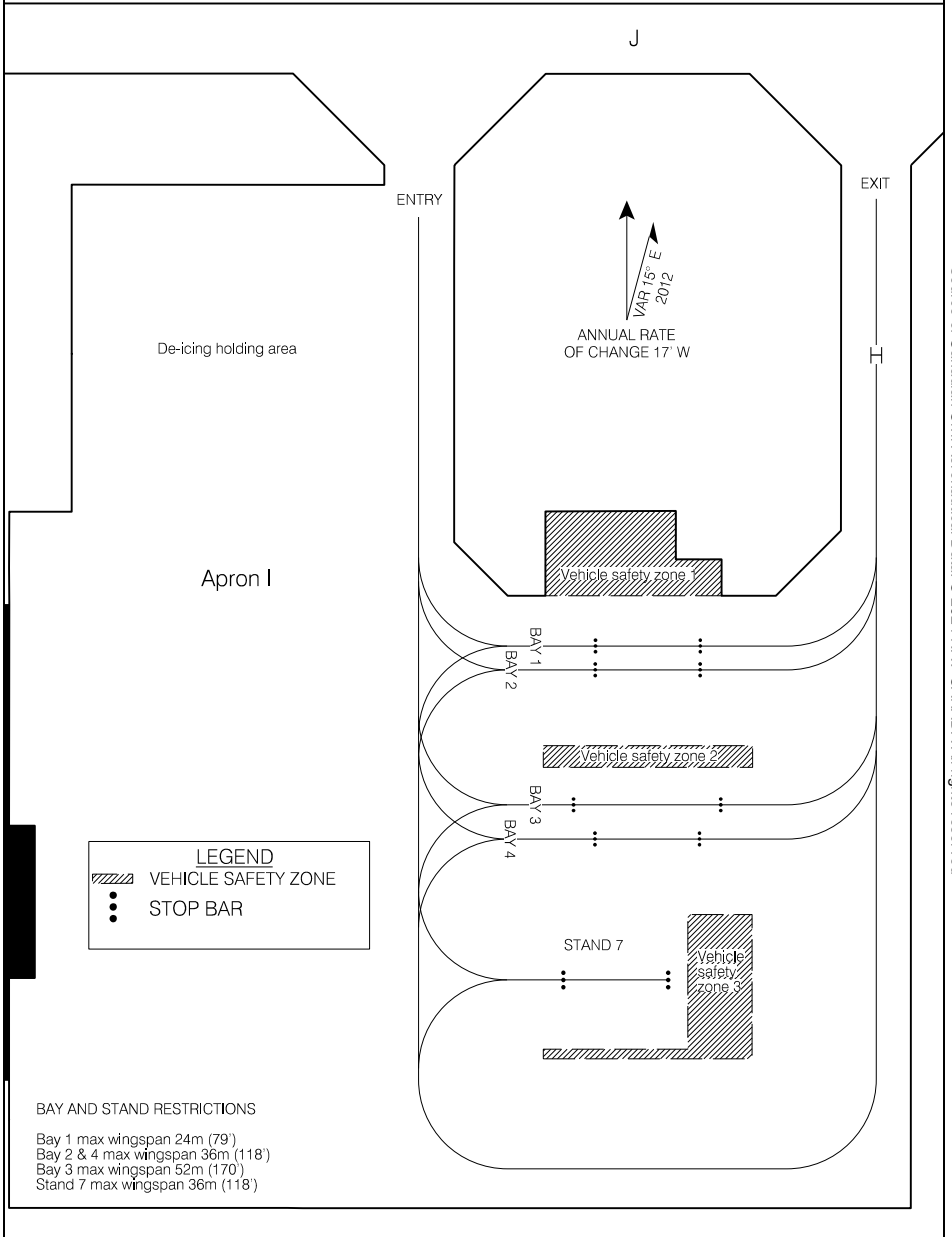 J
ENTRY
EXIT
VAR 15° E
2012
ANNUAL RATE
OF CHANGE 17' W
De-icing holding area
H
Apron I
Vehicle safety zone 1
BAY 1
BAY 2
Vehicle safety zone 2
BAY 3
BAY 4
LEGEND
VEHICLE SAFETY ZONE
STOP BAR
STAND 7
Vehicle
safety
zone 3
BAY AND STAND RESTRICTIONS
Bay 1 max wingspan 24m (79')
Bay 2 & 4 max wingspan 36m (118')
Bay 3 max wingspan 52m (170')
Stand 7 max wingspan 36m (118')